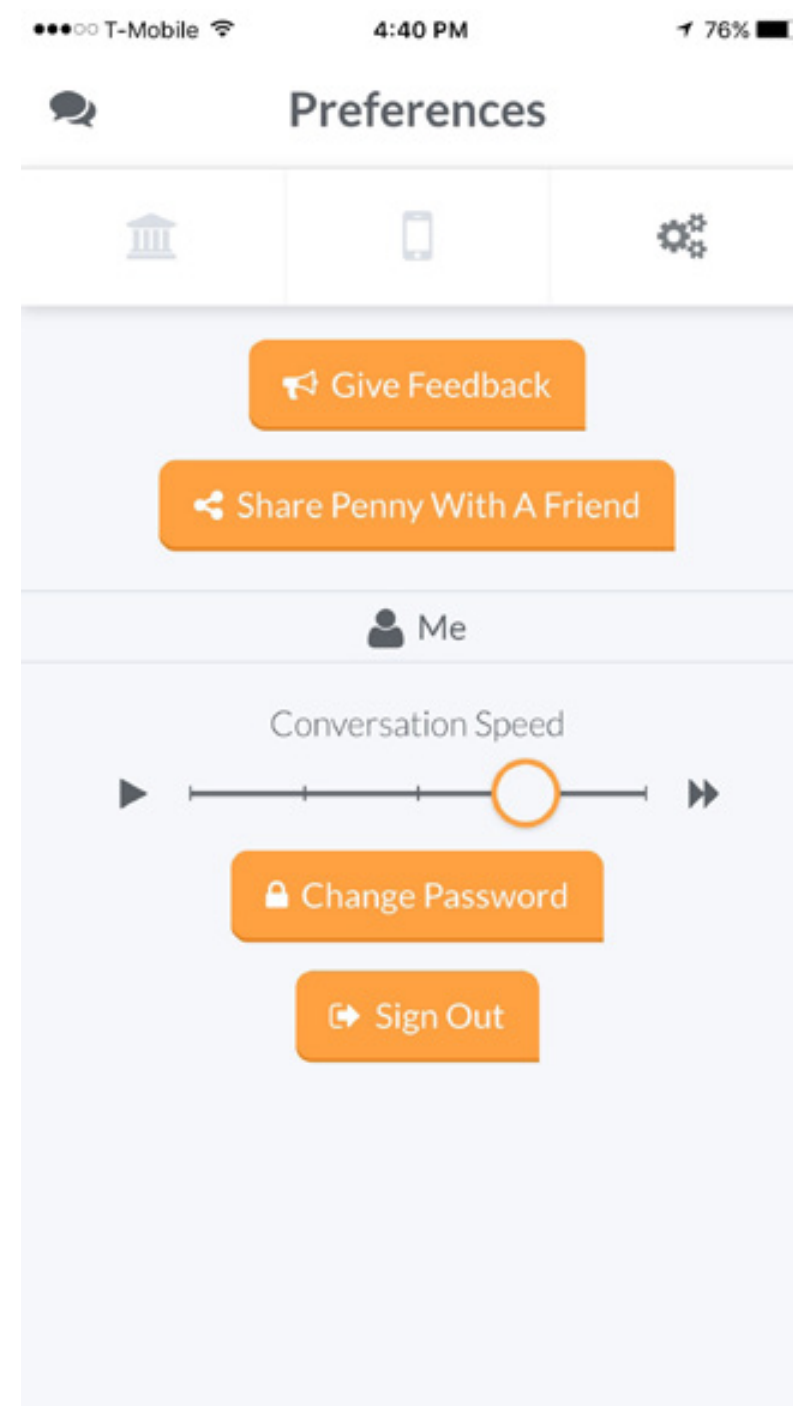 T-Mobile 4:40 PM 76%
Preferences
Give Feedback
Share Penny With A Friend
Me
Conversation Speed
Change Password
Sign Out